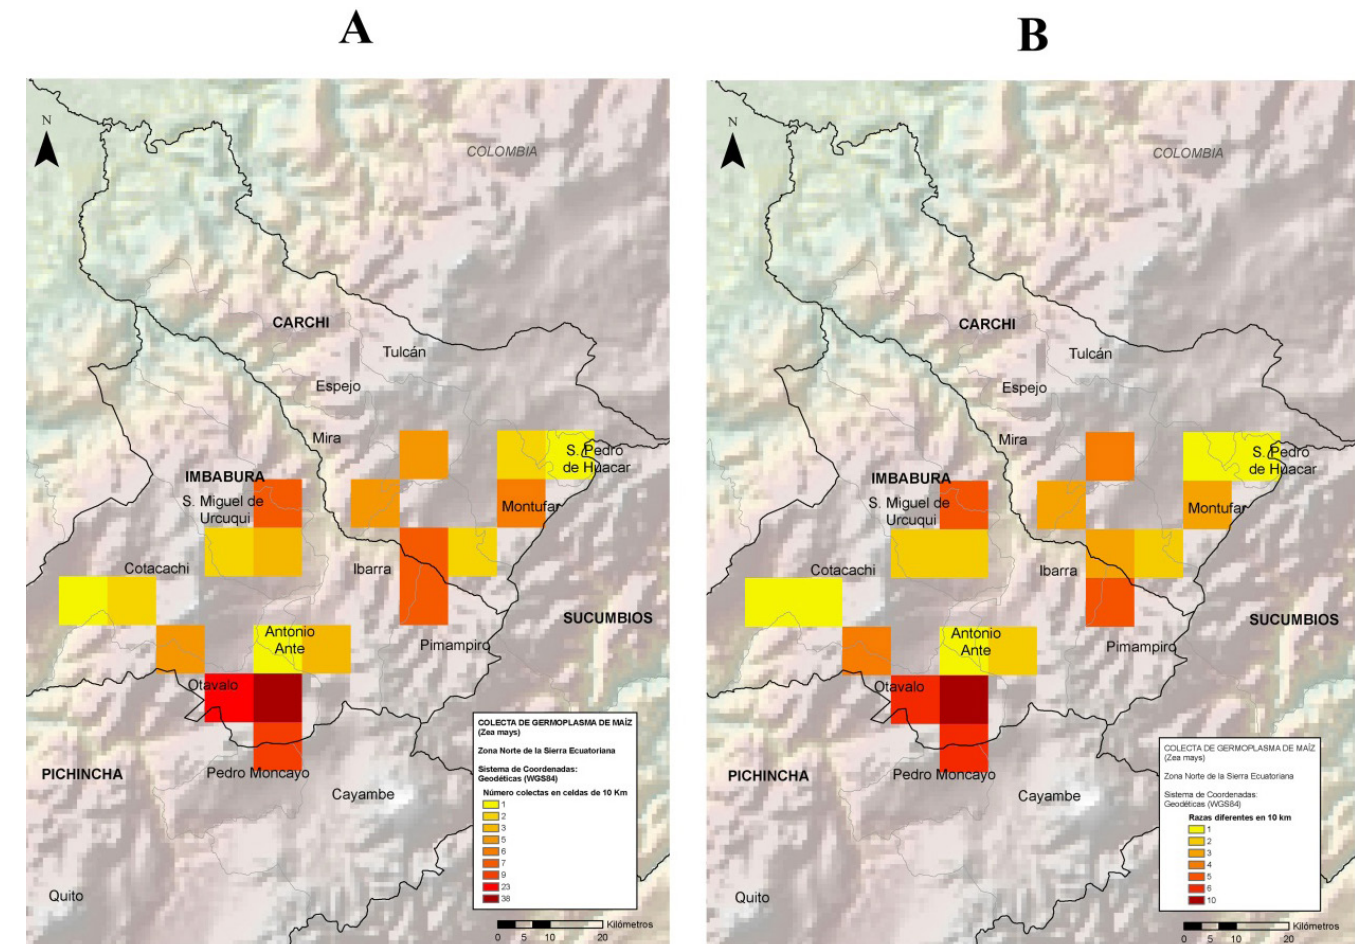 A
B
N
COLOMBIA
CARCHI
Tulcán
Espejo
Mira
S. Pedro
de Huacar
IMBABURA
S. Miguel de
Urcuqui
Montufar
Cotacachi
Ibarra
SUCUMBIOS
Antonio
Ante
Pimampiro
Otavalo
PICHINCHA
Pedro Moncayo
Cayambe
Quito
COLECTA DE GERMOPLASMA DE MAÍZ
(Zea mays)
Zona Norte de la Sierra Ecuatoriana
Sistema de Coordenadas:
Geodéticas (WGS84)
Número colectas en celdas de 10 Km
1
2
3
5
6
7
9
23
38
Kilómetros
0 5 10 20
N
COLOMBIA
CARCHI
Tulcán
Espejo
Mira
S. Pedro
de Huacar
IMBABURA
S. Miguel de
Urcuqui
Montufar
Cotacachi
Ibarra
SUCUMBIOS
Antonio
Ante
Pimampiro
Otavalo
PICHINCHA
Pedro Moncayo
Cayambe
Quito
COLECTA DE GERMOPLASMA DE MAÍZ
(Zea mays)
Zona Norte de la Sierra Ecuatoriana
Sistema de Coordenadas:
Geodéticas (WGS84)
Razas diferentes en 10 km
1
2
3
4
5
6
10
Kilómetros
0 5 10 20